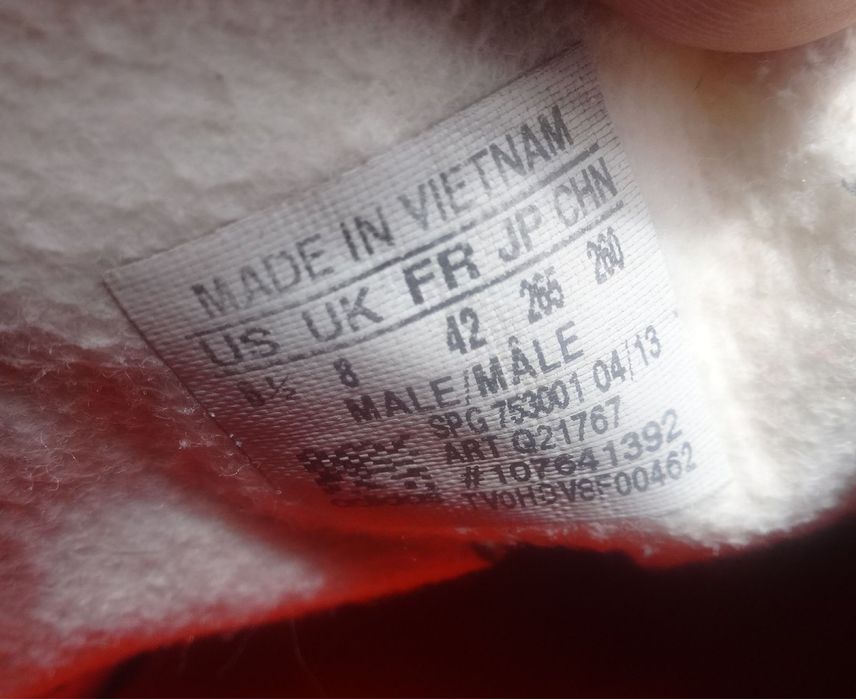 MADE IN VIETNAM
US UK FR JP CHN
8½ 8 42 265 260
MALE/MÂLE
SPG 753001 04/13
ART Q21767
#107641392